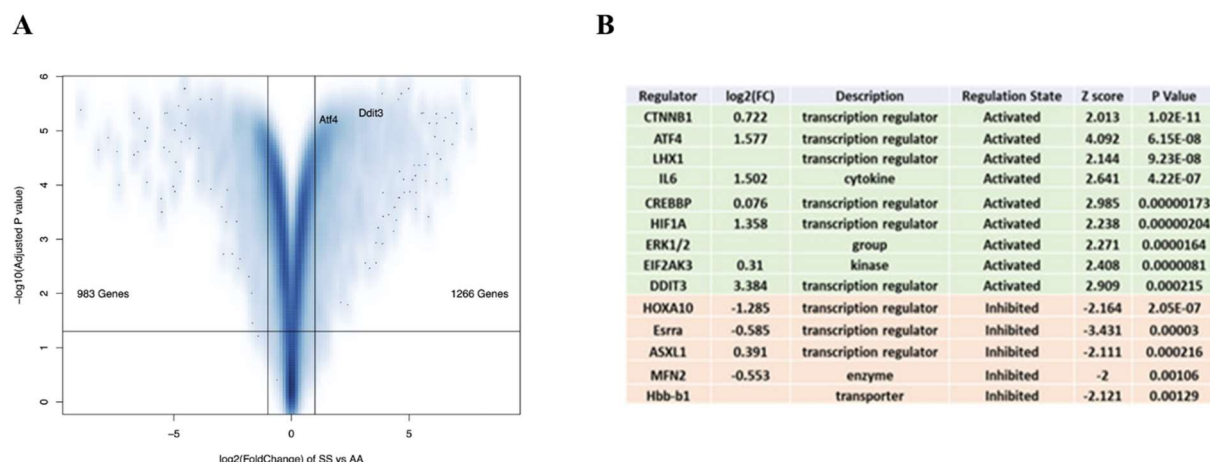 A
B
6
5
4
3
2
1
0
-log10(Adjusted P value)
Atf4
Ddit3
983 Genes
1266 Genes
-5
0
5
log2(FoldChange) of SS vs AA
Regulator log2(FC) Description Regulation State Z score P Value
CTNNB1 0.722 transcription regulator Activated 2.013 1.02E-11
ATF4 1.577 transcription regulator Activated 4.092 6.15E-08
LHX1 transcription regulator Activated 2.144 9.23E-08
IL6 1.502 cytokine Activated 2.641 4.22E-07
CREBBP 0.076 transcription regulator Activated 2.985 0.00000173
HIF1A 1.358 transcription regulator Activated 2.238 0.00000204
ERK1/2 group Activated 2.271 0.0000164
EIF2AK3 0.31 kinase Activated 2.408 0.0000081
DDIT3 3.384 transcription regulator Activated 2.909 0.000215
HOXA10 -1.285 transcription regulator Inhibited -2.164 2.05E-07
Esrra -0.585 transcription regulator Inhibited -3.431 0.00003
ASXL1 0.391 transcription regulator Inhibited -2.111 0.000216
MFN2 -0.553 enzyme Inhibited -2 0.00106
Hbb-b1 transporter Inhibited -2.121 0.00129